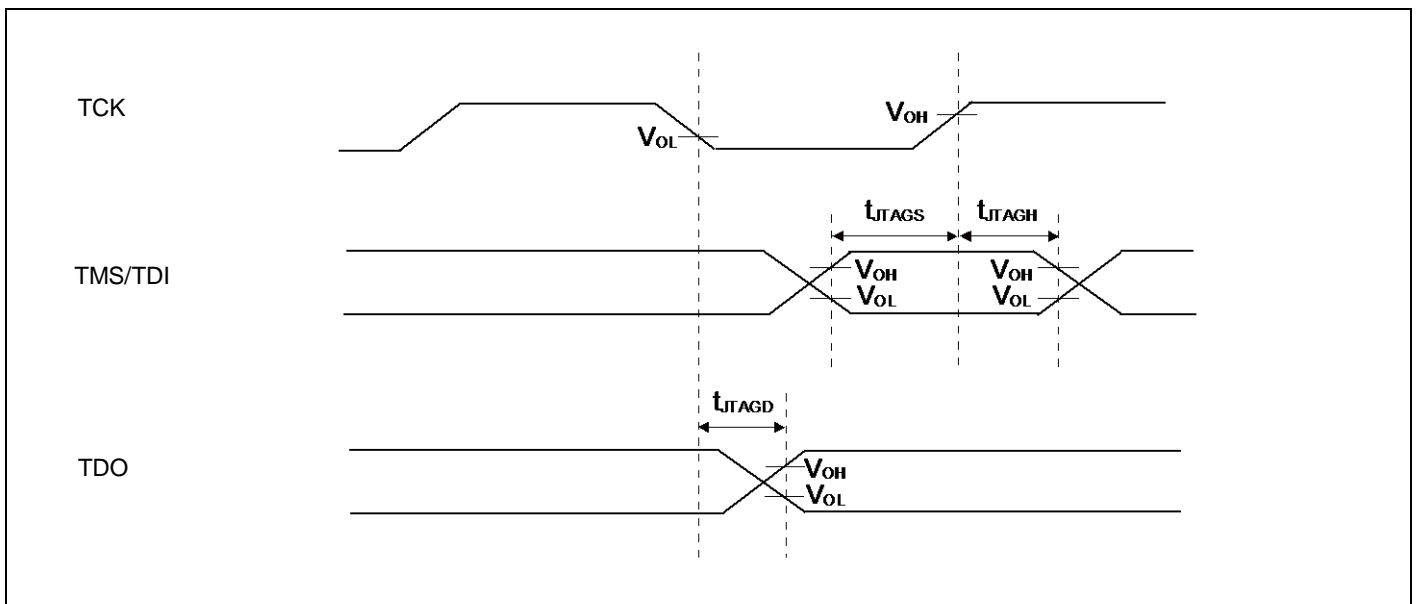 TCK
VOL
VOH
tJTAGS
tJTAGH
TMS/TDI
VOH
VOH
VOL
VOL
tJTAGD
TDO
VOH
VOL